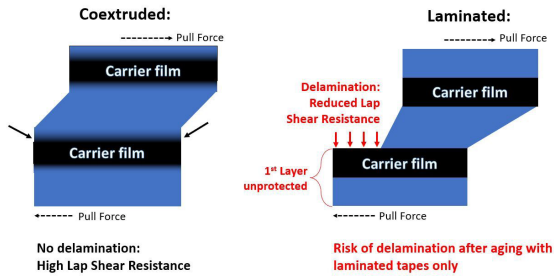 Coextruded:
Pull Force
Carrier film
Carrier film
Pull Force
No delamination:
High Lap Shear Resistance
Laminated:
Pull Force
Carrier film
Delamination:
Reduced Lap
Shear Resistance
Carrier film
1st Layer
unprotected
Pull Force
Risk of delamination after aging with
laminated tapes only